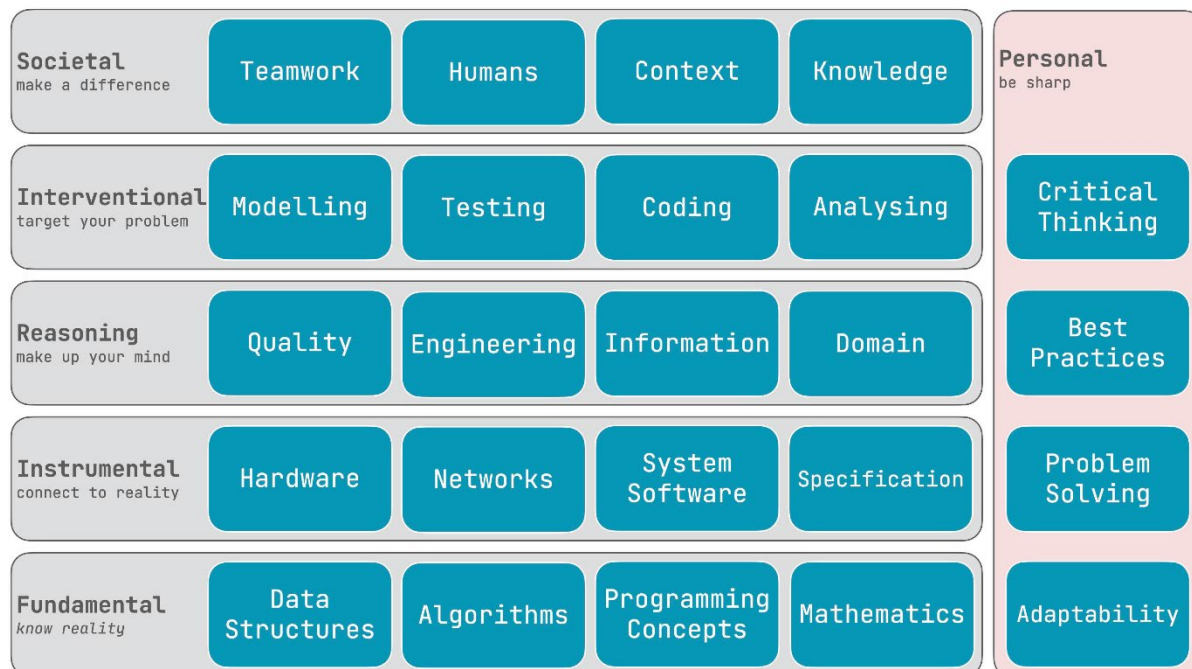 Societal
make a difference
Teamwork
Humans
Context
Knowledge
Interventional
target your problem
Modelling
Testing
Coding
Analysing
Reasoning
make up your mind
Quality
Engineering
Information
Domain
Instrumental
connect to reality
Hardware
Networks
System
Software
Specification
Fundamental
know reality
Data
Structures
Algorithms
Programming
Concepts
Mathematics
Personal
be sharp
Critical
Thinking
Best
Practices
Problem
Solving
Adaptability